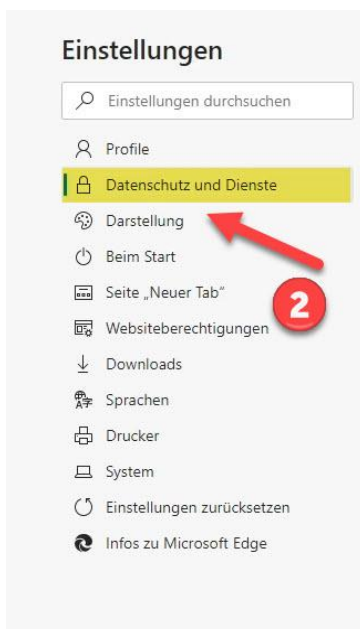 Einstellungen
Einstellungen durchsuchen
Profile
Datenschutz und Dienste
Darstellung
Beim Start
Seite „Neuer Tab“
2
Websiteberechtigungen
Downloads
Sprachen
Drucker
System
Einstellungen zurücksetzen
Infos zu Microsoft Edge